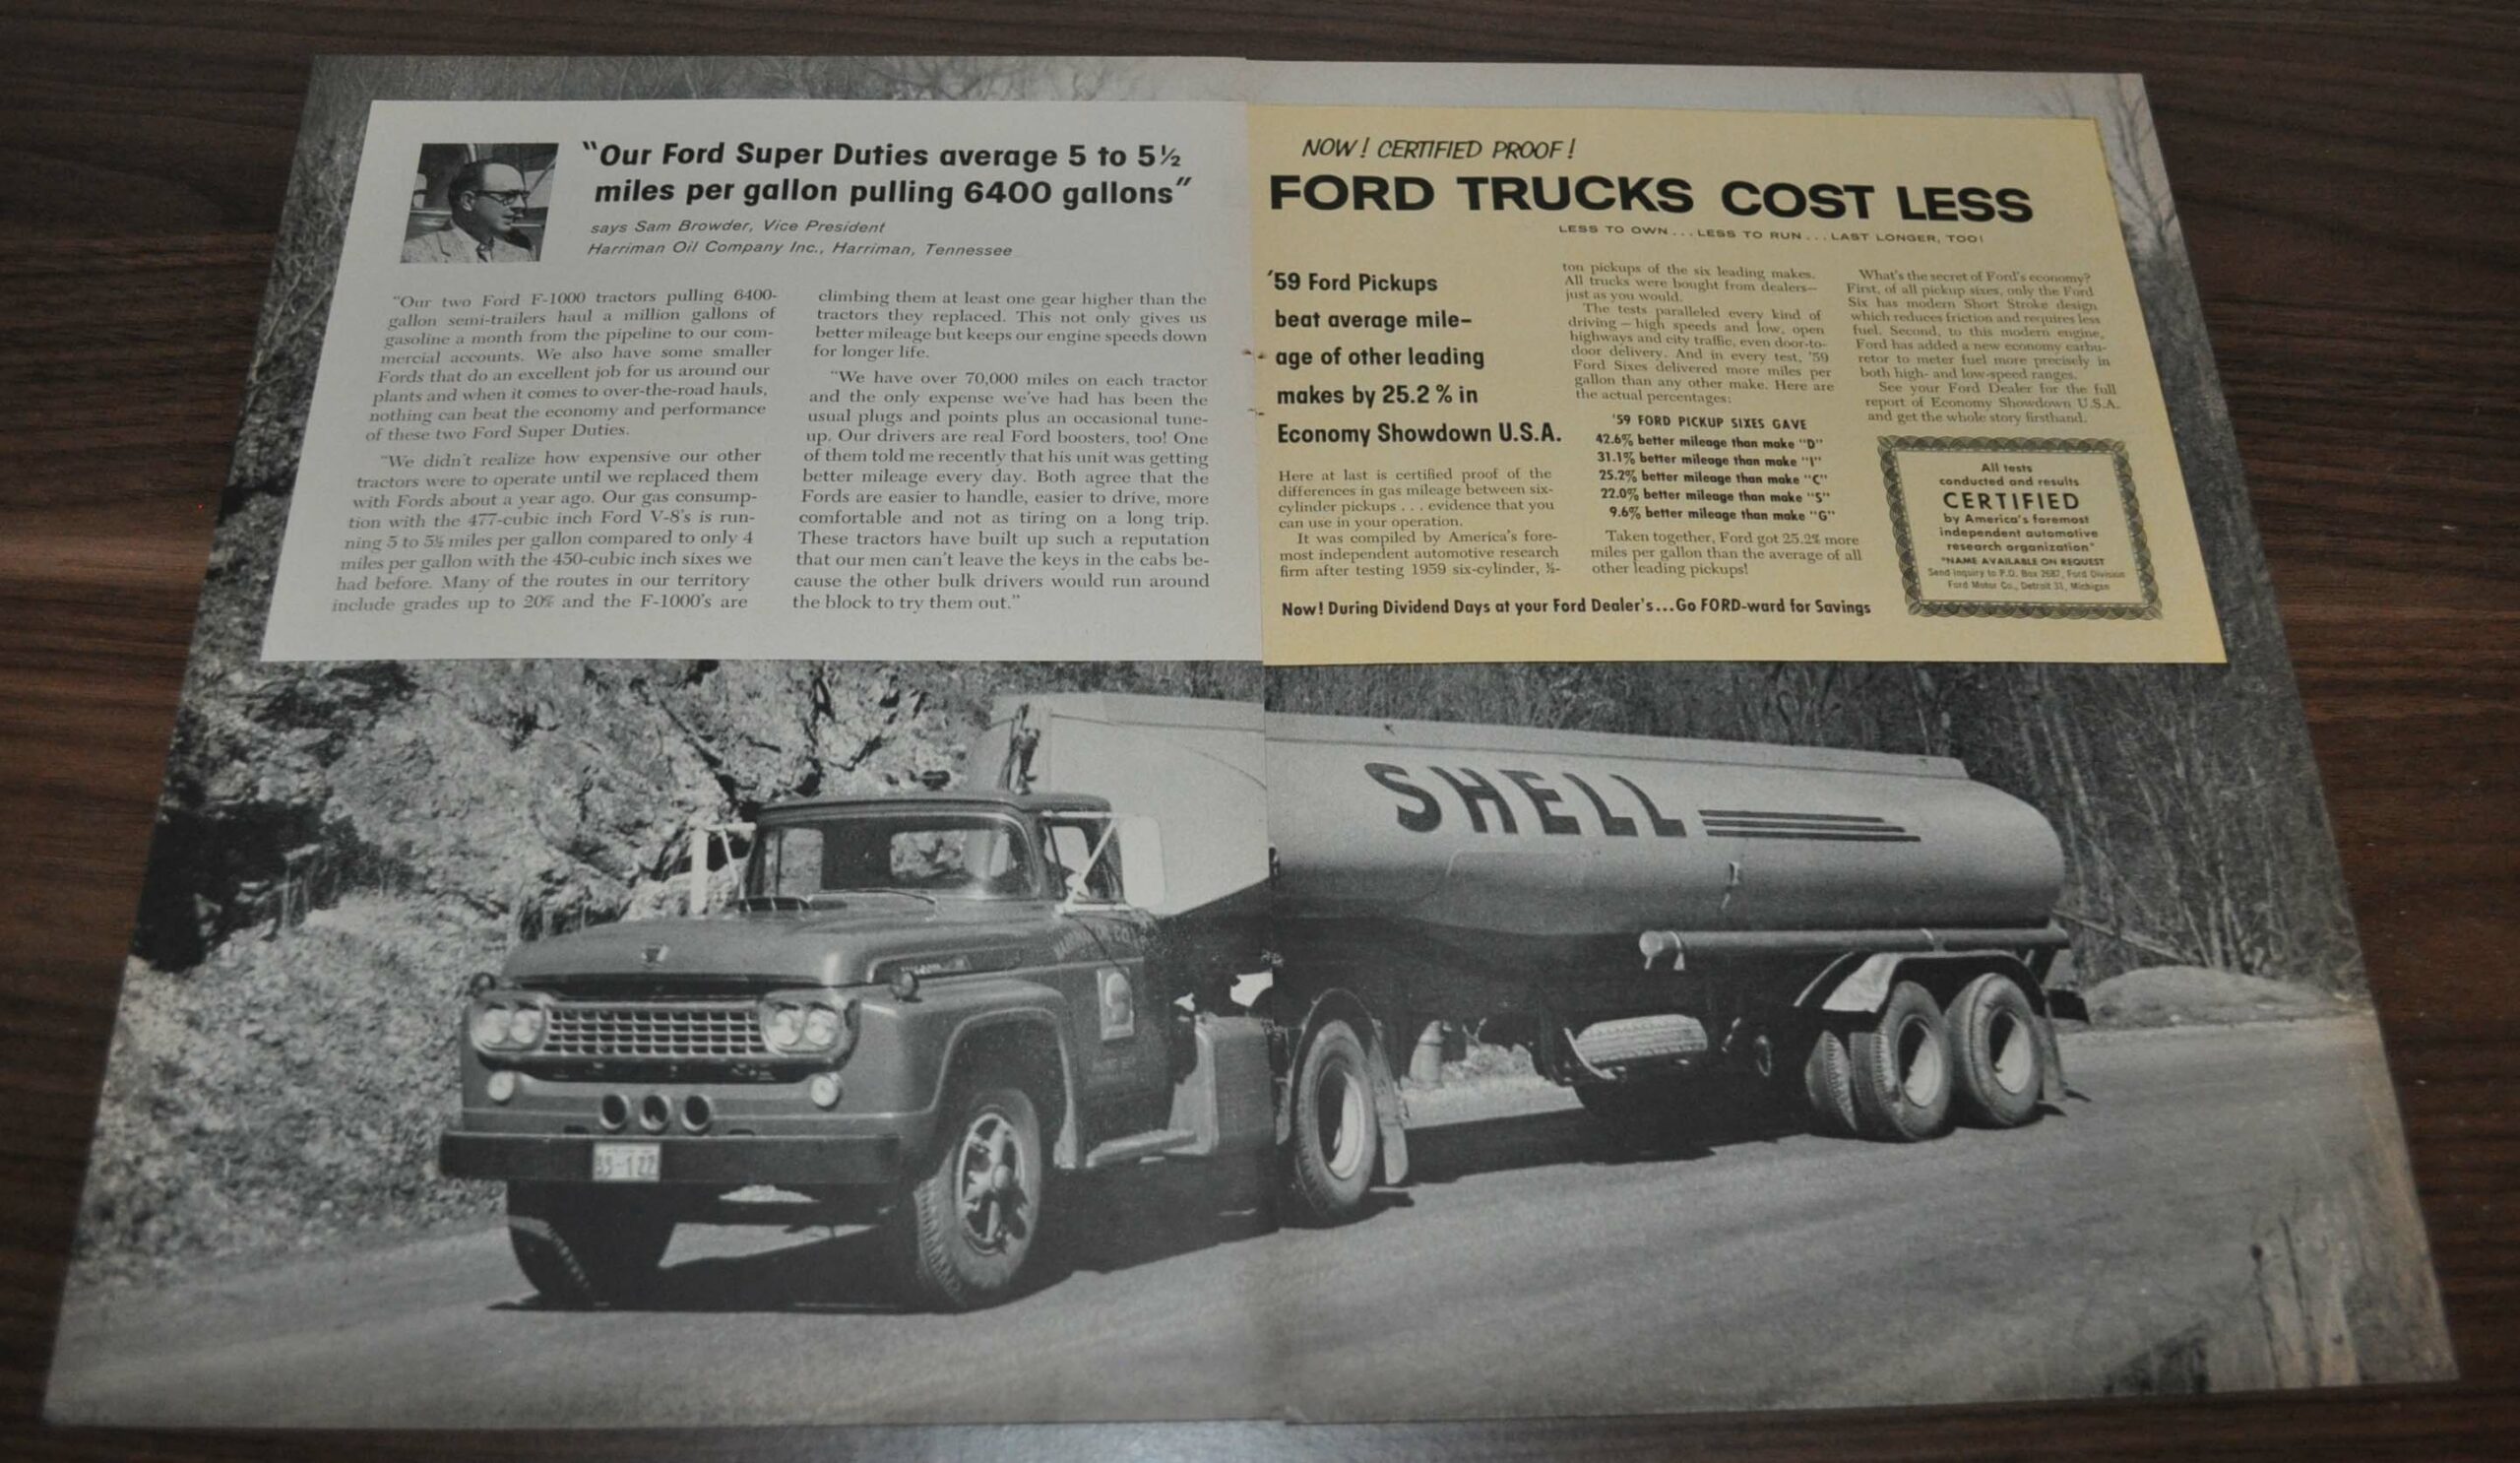 "Our Ford Super Duties average 5 to 5½
miles per gallon pulling 6400 gallons"
says Sam Browder, Vice President
Harriman Oil Company Inc., Harriman, Tennessee
"Our two Ford F-1000 tractors pulling 6400-
gallon semi-trailers haul a million gallons of
gasoline a month from the pipeline to our com-
mercial accounts. We also have some smaller
Fords that do an excellent job for us around our
plants and when it comes to over-the-road hauls,
nothing can beat the economy and performance
of these two Ford Super Duties.
"We didn't realize how expensive our other
tractors were to operate until we replaced them
with Fords about a year ago. Our gas consump-
tion with the 477-cubic inch Ford V-8's is run-
ning 5 to 5½ miles per gallon compared to only 4
miles per gallon with the 450-cubic inch sixes we
had before. Many of the routes in our territory
include grades up to 20% and the F-1000's are
climbing them at least one gear higher than the
tractors they replaced. This not only gives us
better mileage but keeps our engine speeds down
for longer life.
"We have over 70,000 miles on each tractor
and the only expense we've had has been the
usual plugs and points plus an occasional tune-
up. Our drivers are real Ford boosters, too! One
of them told me recently that his unit was getting
better mileage every day. Both agree that the
Fords are easier to handle, easier to drive, more
comfortable and not as tiring on a long trip.
These tractors have built up such a reputation
that our men can't leave the keys in the cabs be-
cause the other bulk drivers would run around
the block to try them out."
NOW! CERTIFIED PROOF!
FORD TRUCKS COST LESS
LESS TO OWN...LESS TO RUN...LAST LONGER, TOO!
'59 Ford Pickups
beat average mile-
age of other leading
makes by 25.2% in
Economy Showdown U.S.A.
Here at last is certified proof of the
differences in gas mileage between six-
cylinder pickups . . . evidence that you
can use in your operation.
It was compiled by America's fore-
most independent automotive research
firm after testing 1959 six-cylinder, ½-
ton pickups of the six leading makes.
All trucks were bought from dealers—
just as you would.
The tests paralleled every kind of
driving — high speeds and low, open
highways and city traffic, even door-to-
door delivery. And in every test, '59
Ford Sixes delivered more miles per
gallon than any other make. Here are
the actual percentages:
'59 FORD PICKUP SIXES GAVE
42.6% better mileage than make "D"
31.1% better mileage than make "I"
25.2% better mileage than make "C"
22.0% better mileage than make "S"
9.6% better mileage than make "G"
Taken together, Ford got 25.2% more
miles per gallon than the average of all
other leading pickups!
What's the secret of Ford's economy?
First, of all pickup sixes, only the Ford
Six has modern Short Stroke design
which reduces friction and requires less
fuel. Second, to this modern engine,
Ford has added a new economy carbu-
retor to meter fuel more precisely in
both high- and low-speed ranges.
See your Ford Dealer for the full
report of Economy Showdown U.S.A.
and get the whole story firsthand.
All tests
conducted and results
CERTIFIED
by America's foremost
independent automotive
research organization*
*NAME AVAILABLE ON REQUEST
Send inquiry to P.O. Box 2687, Ford Division
Ford Motor Co., Detroit 31, Michigan
Now! During Dividend Days at your Ford Dealer's...Go FORD-ward for Savings
SHELL